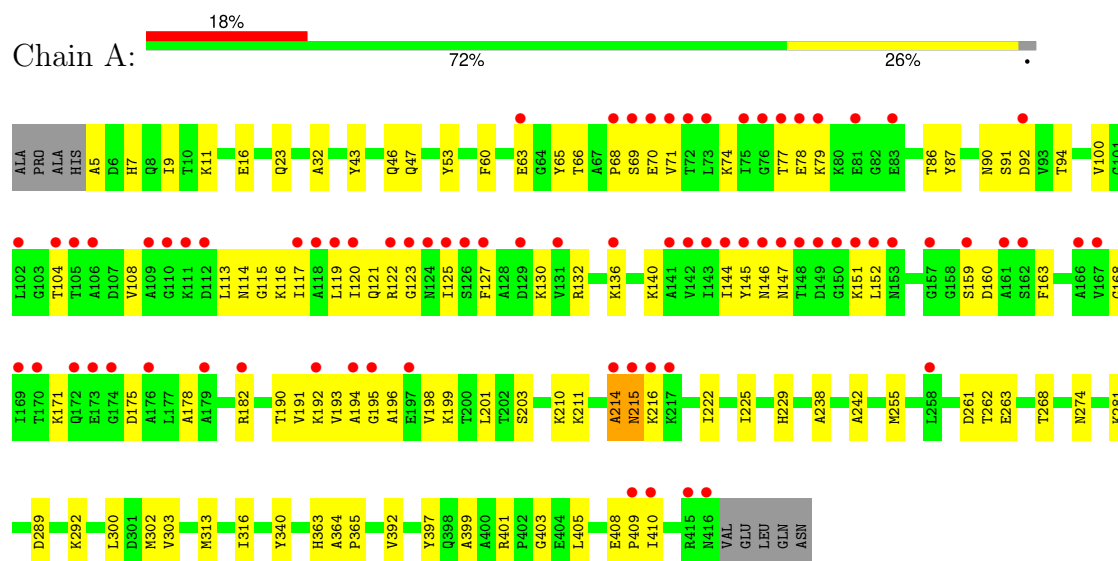 18%
Chain A:
72% 26% •
ALA PRO ALA HIS A5 D6 H7 Q8 I9 T10 K11 E16 Q23 A32 Y43 Q46 Q47 Y53 F60 E63 G64 Y65 T66 A67 P68 S69 E70 V71 T72 L73 K74 I75 G76 T77 E78 K79 K80 E81 G82 E83 T86 Y87 N90 S91 D92 V93 T94 V100 G101
L102 G103 T104 T105 A106 D107 V108 A109 G110 K111 D112 L113 N114 G115 K116 I117 A118 L119 I120 Q121 R122 G123 N124 I125 S126 F127 A128 D129 K130 V131 R132 K136 K140 A141 V142 I143 I144 Y145 N146 N147 T148 D149 G150 K151 L152 N153 G157 G158 S159 D160 A161 S162 F163 A166 V167 G168
I169 T170 K171 Q172 E173 G174 D175 A176 L177 A178 A179 R182 T190 V191 K192 V193 A194 G195 A196 E197 V198 K199 T200 L201 T202 S203 K210 K211 A214 N215 K216 K217 I222 I225 H229 A238 A242 M255 L258 D261 T262 E263 T268 N274 K281
D289 K292 L300 D301 M302 V303 M313 I316 Y340 H363 A364 P365 V392 Y397 Q398 A399 A400 R401 P402 G403 E404 L405 E408 P409 I410 R415 N416 VAL GLU LEU GLN ASN